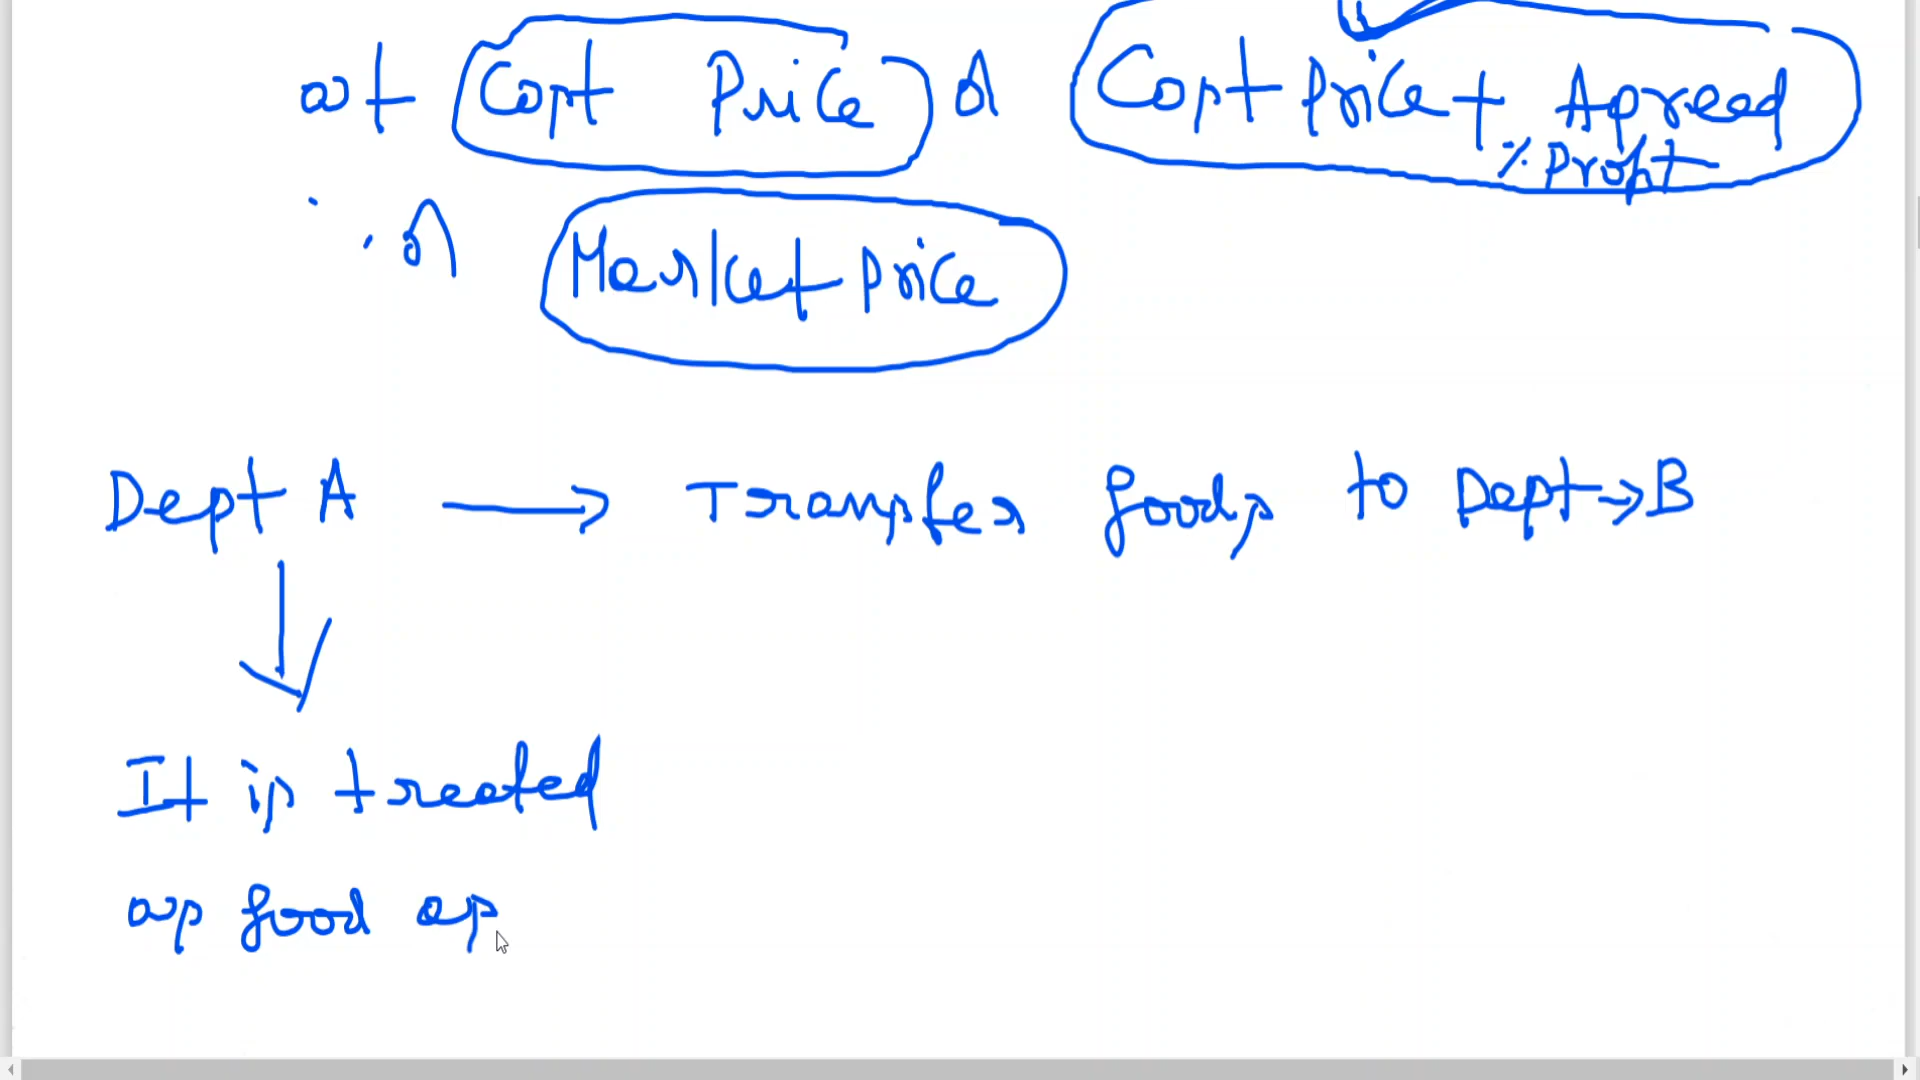 at Cost Price or Cost Price + Agreed
% Profit
or Market Price
Dept A → Transfer goods to Dept → B
It is treated
as good as